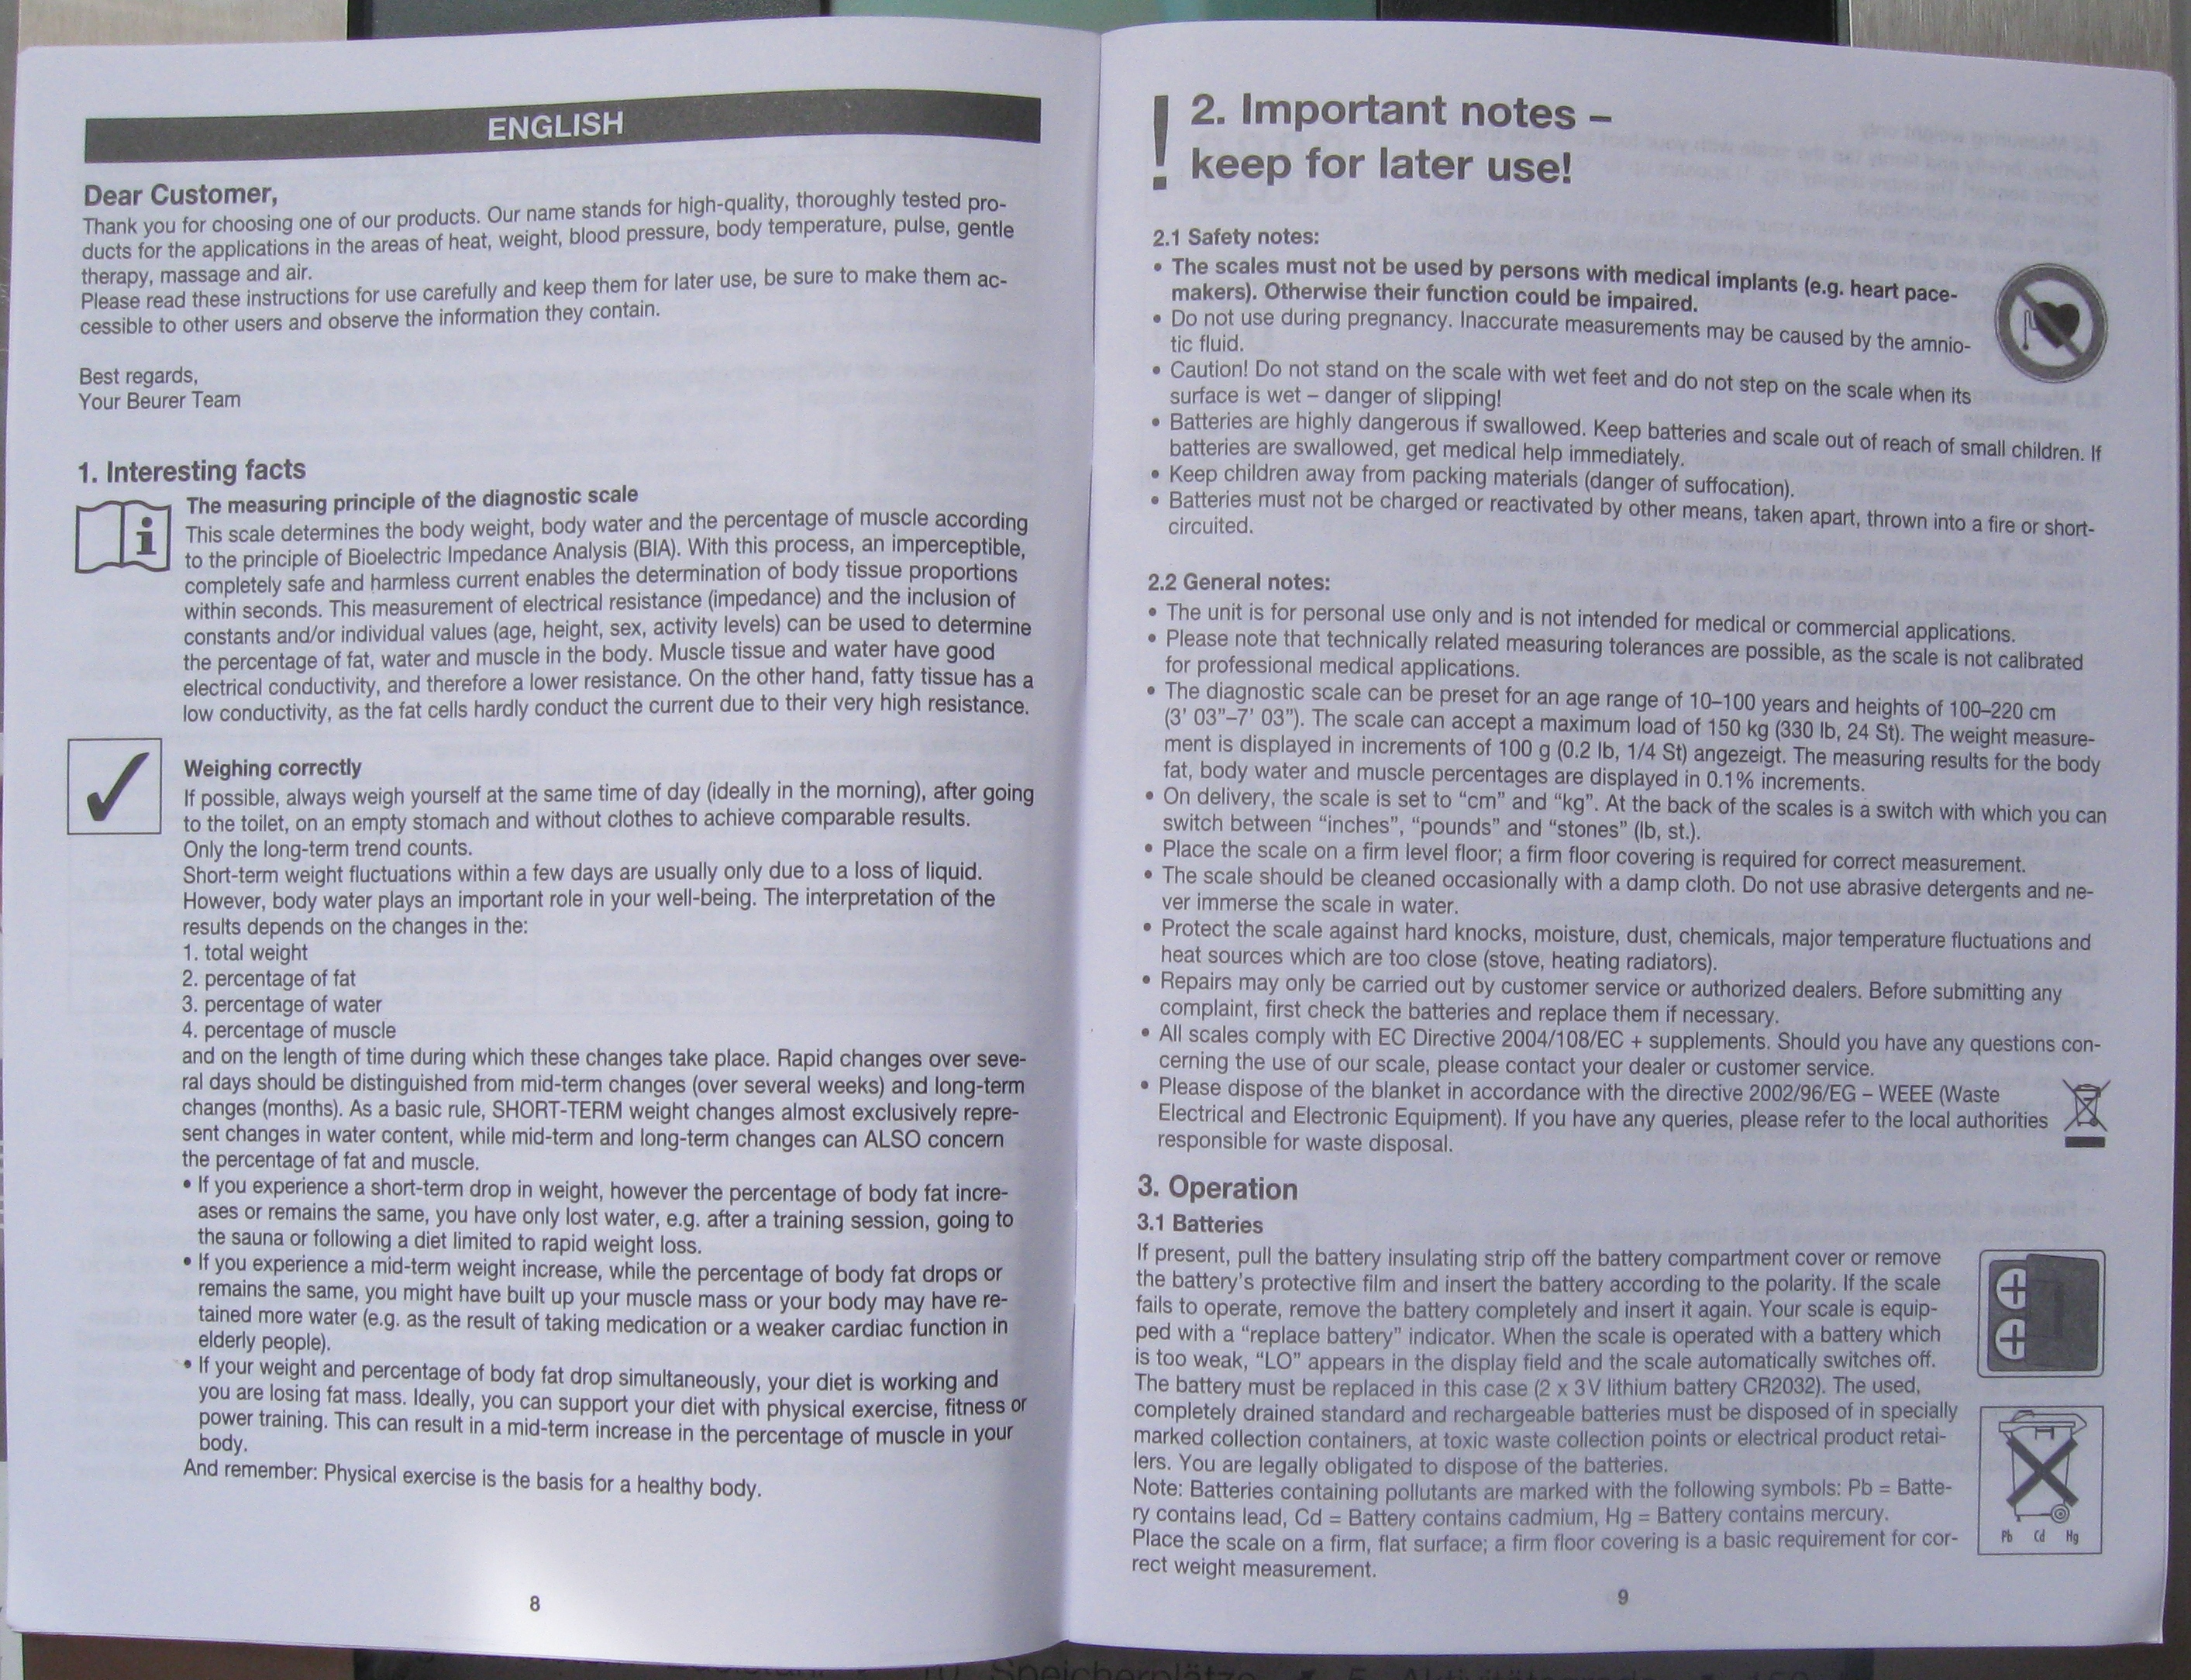 ENGLISH
Dear Customer,
Thank you for choosing one of our products. Our name stands for high-quality, thoroughly tested pro-
ducts for the applications in the areas of heat, weight, blood pressure, body temperature, pulse, gentle
therapy, massage and air.
Please read these instructions for use carefully and keep them for later use, be sure to make them ac-
cessible to other users and observe the information they contain.
Best regards,
Your Beurer Team
1. Interesting facts
The measuring principle of the diagnostic scale
This scale determines the body weight, body water and the percentage of muscle according
to the principle of Bioelectric Impedance Analysis (BIA). With this process, an imperceptible,
completely safe and harmless current enables the determination of body tissue proportions
within seconds. This measurement of electrical resistance (impedance) and the inclusion of
constants and/or individual values (age, height, sex, activity levels) can be used to determine
the percentage of fat, water and muscle in the body. Muscle tissue and water have good
electrical conductivity, and therefore a lower resistance. On the other hand, fatty tissue has a
low conductivity, as the fat cells hardly conduct the current due to their very high resistance.
Weighing correctly
If possible, always weigh yourself at the same time of day (ideally in the morning), after going
to the toilet, on an empty stomach and without clothes to achieve comparable results.
Only the long-term trend counts.
Short-term weight fluctuations within a few days are usually only due to a loss of liquid.
However, body water plays an important role in your well-being. The interpretation of the
results depends on the changes in the:
1. total weight
2. percentage of fat
3. percentage of water
4. percentage of muscle
and on the length of time during which these changes take place. Rapid changes over seve-
ral days should be distinguished from mid-term changes (over several weeks) and long-term
changes (months). As a basic rule, SHORT-TERM weight changes almost exclusively repre-
sent changes in water content, while mid-term and long-term changes can ALSO concern
the percentage of fat and muscle.
• If you experience a short-term drop in weight, however the percentage of body fat incre-
ases or remains the same, you have only lost water, e.g. after a training session, going to
the sauna or following a diet limited to rapid weight loss.
• If you experience a mid-term weight increase, while the percentage of body fat drops or
remains the same, you might have built up your muscle mass or your body may have re-
tained more water (e.g. as the result of taking medication or a weaker cardiac function in
elderly people).
• If your weight and percentage of body fat drop simultaneously, your diet is working and
you are losing fat mass. Ideally, you can support your diet with physical exercise, fitness or
power training. This can result in a mid-term increase in the percentage of muscle in your
body.
And remember: Physical exercise is the basis for a healthy body.
8
! 2. Important notes –
keep for later use!
2.1 Safety notes:
• The scales must not be used by persons with medical implants (e.g. heart pace-
makers). Otherwise their function could be impaired.
• Do not use during pregnancy. Inaccurate measurements may be caused by the amnio-
tic fluid.
• Caution! Do not stand on the scale with wet feet and do not step on the scale when its
surface is wet – danger of slipping!
• Batteries are highly dangerous if swallowed. Keep batteries and scale out of reach of small children. If
batteries are swallowed, get medical help immediately.
• Keep children away from packing materials (danger of suffocation).
• Batteries must not be charged or reactivated by other means, taken apart, thrown into a fire or short-
circuited.
2.2 General notes:
• The unit is for personal use only and is not intended for medical or commercial applications.
• Please note that technically related measuring tolerances are possible, as the scale is not calibrated
for professional medical applications.
• The diagnostic scale can be preset for an age range of 10–100 years and heights of 100–220 cm
(3' 03”–7' 03”). The scale can accept a maximum load of 150 kg (330 lb, 24 St). The weight measure-
ment is displayed in increments of 100 g (0.2 lb, 1/4 St) angezeigt. The measuring results for the body
fat, body water and muscle percentages are displayed in 0.1% increments.
• On delivery, the scale is set to “cm” and “kg”. At the back of the scales is a switch with which you can
switch between “inches”, “pounds” and “stones” (lb, st.).
• Place the scale on a firm level floor; a firm floor covering is required for correct measurement.
• The scale should be cleaned occasionally with a damp cloth. Do not use abrasive detergents and ne-
ver immerse the scale in water.
• Protect the scale against hard knocks, moisture, dust, chemicals, major temperature fluctuations and
heat sources which are too close (stove, heating radiators).
• Repairs may only be carried out by customer service or authorized dealers. Before submitting any
complaint, first check the batteries and replace them if necessary.
• All scales comply with EC Directive 2004/108/EC + supplements. Should you have any questions con-
cerning the use of our scale, please contact your dealer or customer service.
• Please dispose of the blanket in accordance with the directive 2002/96/EG – WEEE (Waste
Electrical and Electronic Equipment). If you have any queries, please refer to the local authorities
responsible for waste disposal.
3. Operation
3.1 Batteries
If present, pull the battery insulating strip off the battery compartment cover or remove
the battery's protective film and insert the battery according to the polarity. If the scale
fails to operate, remove the battery completely and insert it again. Your scale is equip-
ped with a “replace battery” indicator. When the scale is operated with a battery which
is too weak, “LO” appears in the display field and the scale automatically switches off.
The battery must be replaced in this case (2 x 3V lithium battery CR2032). The used,
completely drained standard and rechargeable batteries must be disposed of in specially
marked collection containers, at toxic waste collection points or electrical product retai-
lers. You are legally obligated to dispose of the batteries.
Note: Batteries containing pollutants are marked with the following symbols: Pb = Batte-
ry contains lead, Cd = Battery contains cadmium, Hg = Battery contains mercury.
Pb Cd Hg
Place the scale on a firm, flat surface; a firm floor covering is a basic requirement for cor-
rect weight measurement.
9
10 Speicherplätze